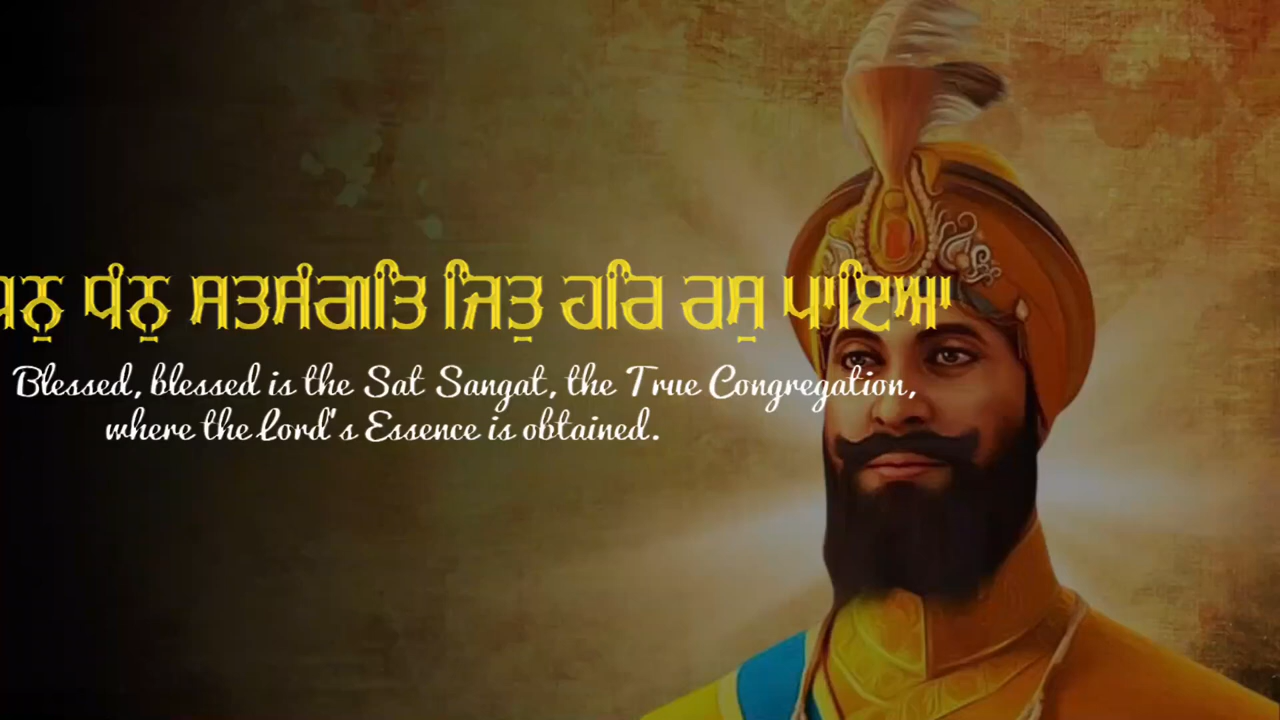 ਧਨੁ ਧੰਨੁ ਸਤਸੰਗਤਿ ਜਿਤੁ ਹਰਿ ਰਸੁ ਪਾਇਆ
Blessed, blessed is the Sat Sangat, the True Congregation,
where the Lord's Essence is obtained.